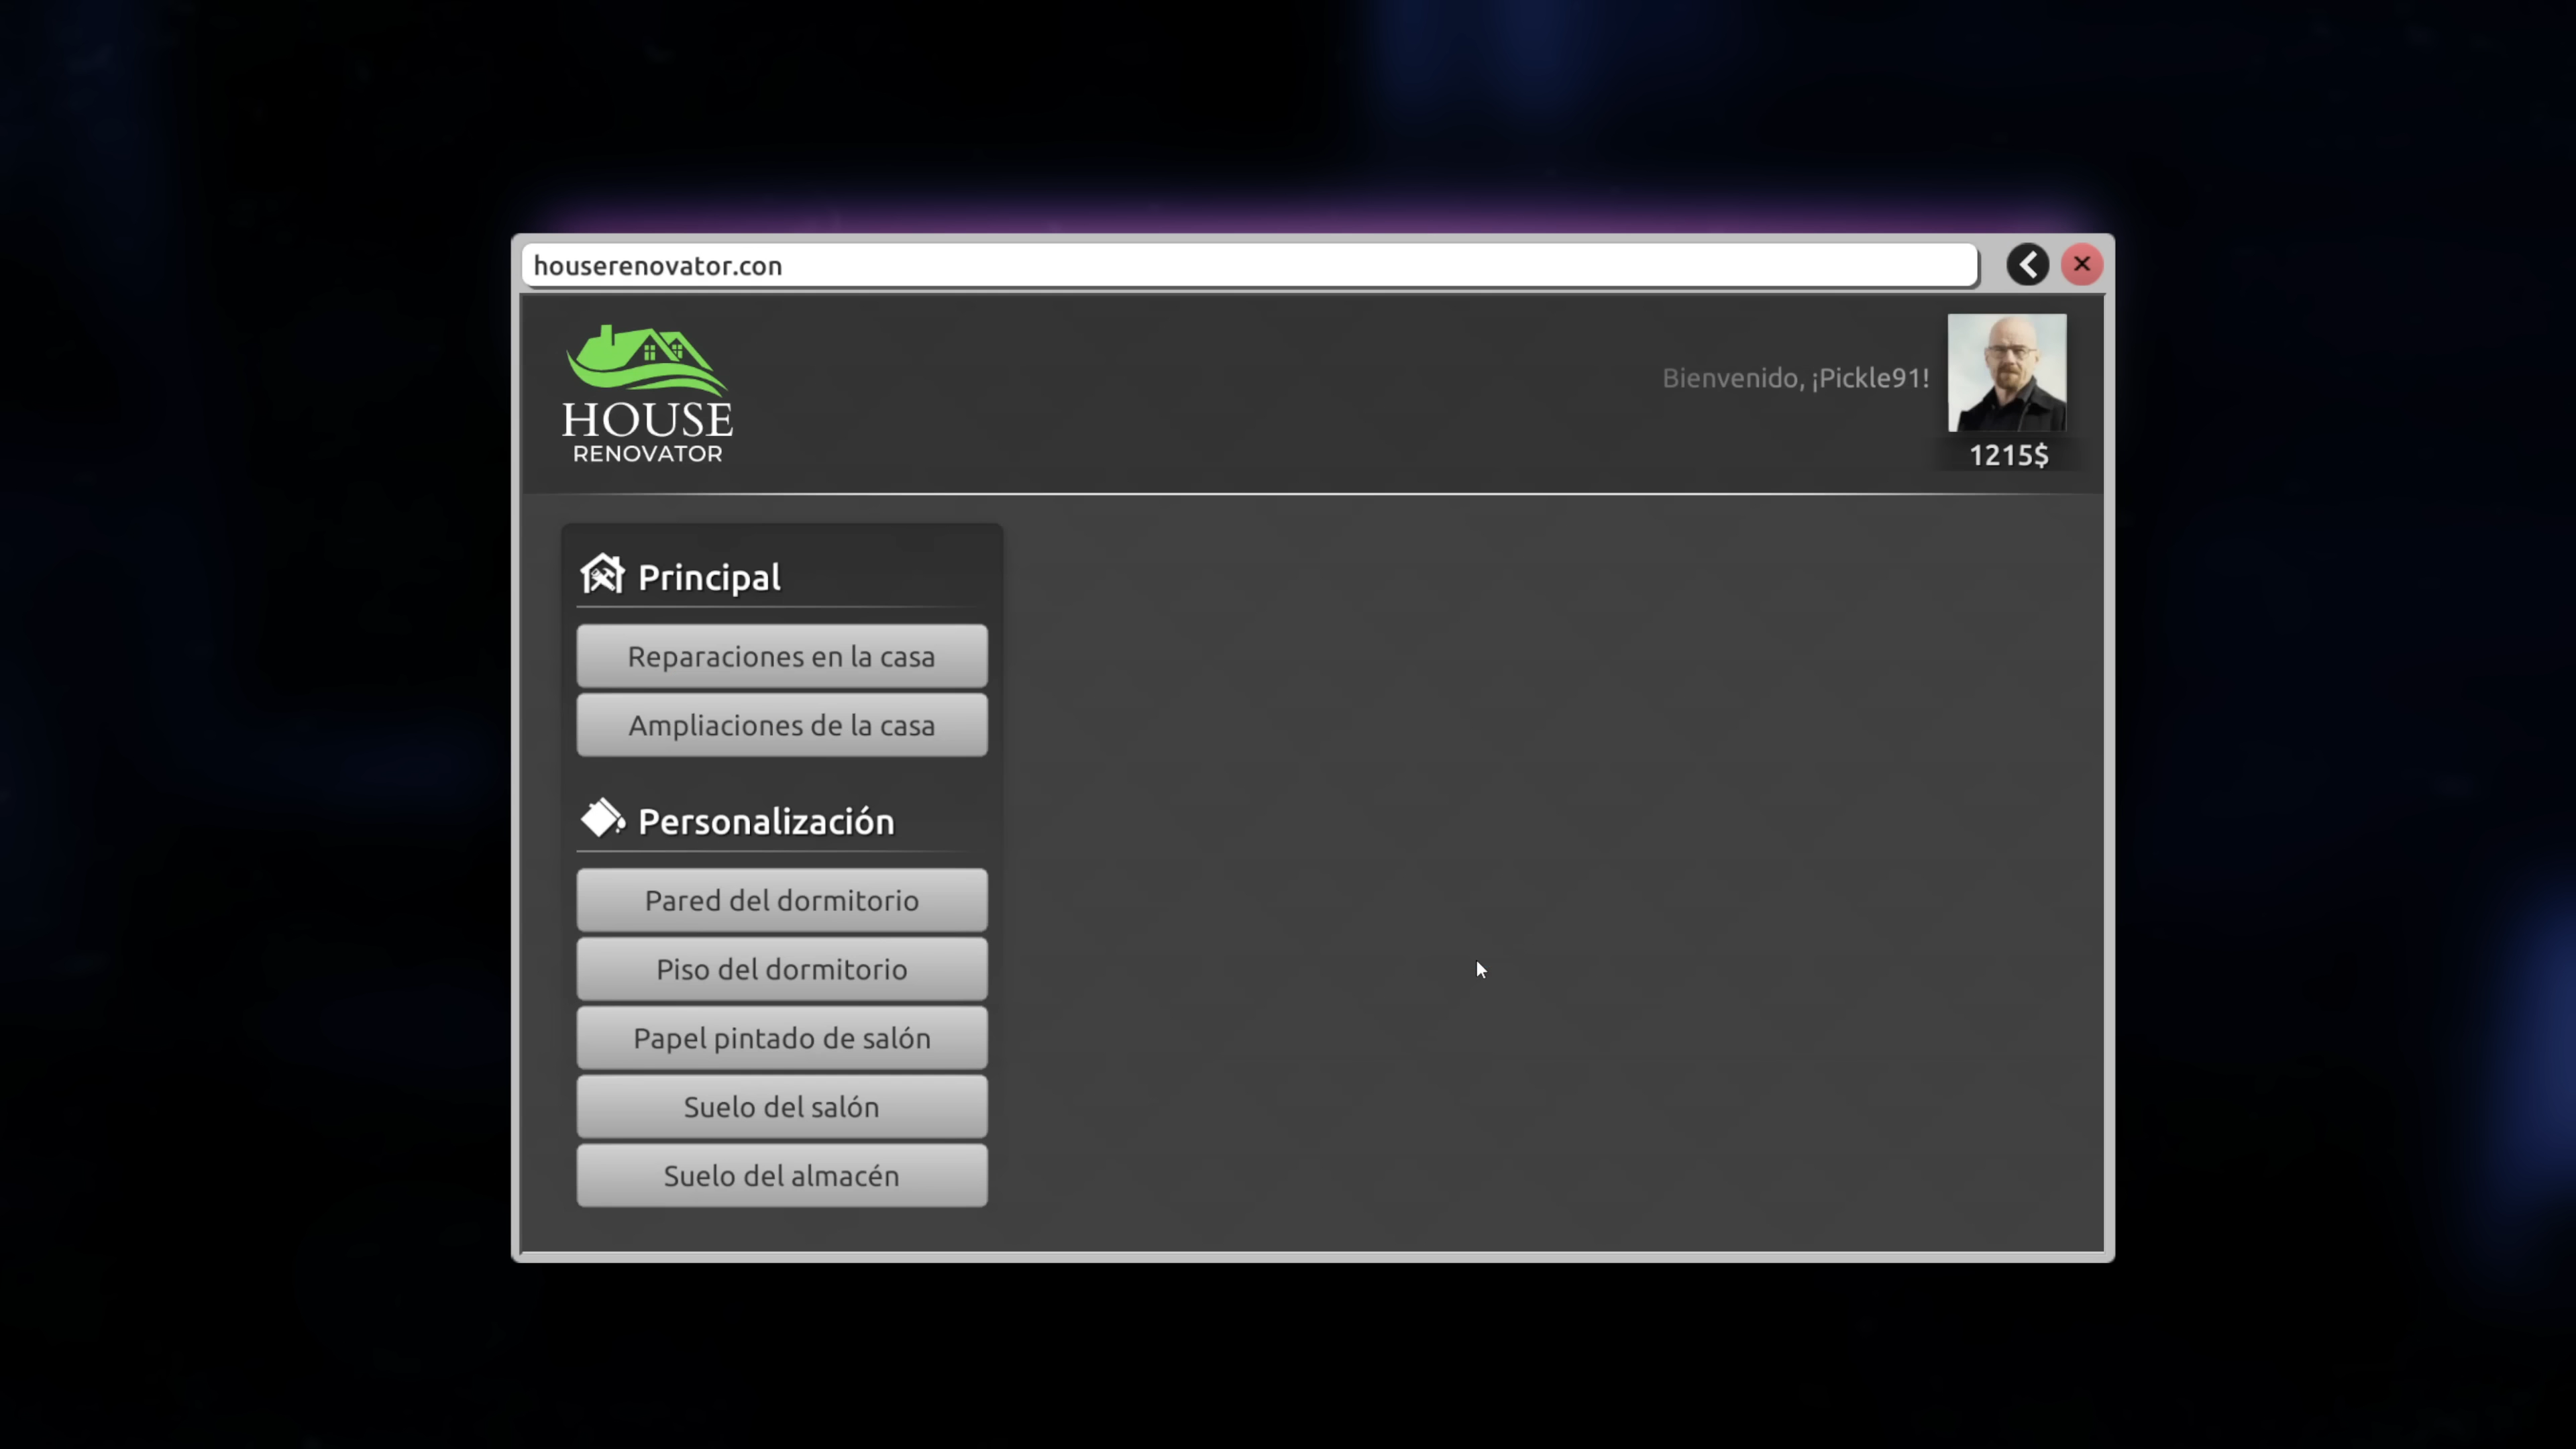 houserenovator.con
HOUSE
RENOVATOR
Bienvenido, ¡Pickle91!
1215$
Principal
Reparaciones en la casa
Ampliaciones de la casa
Personalización
Pared del dormitorio
Piso del dormitorio
Papel pintado de salón
Suelo del salón
Suelo del almacén